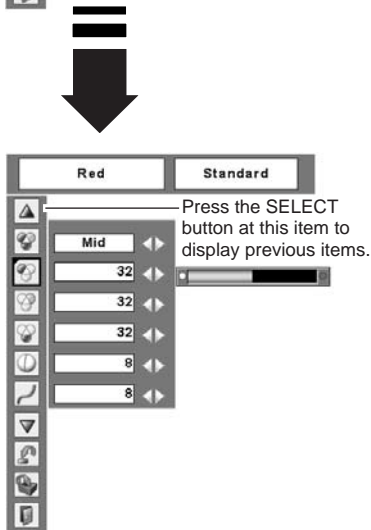 Red Standard
Press the SELECT
button at this item to
display previous items.
Mid
32
32
32
8
8